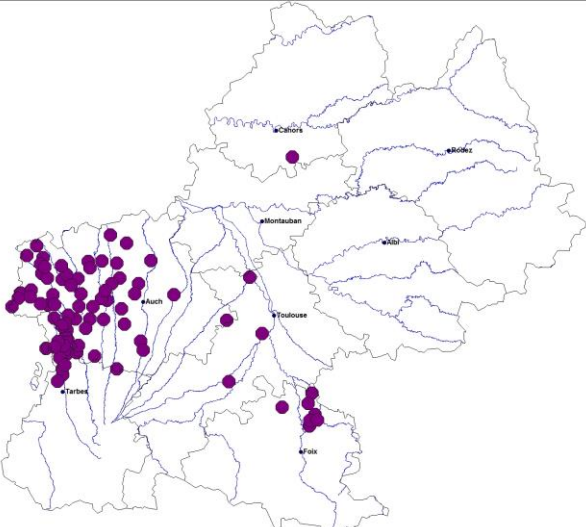 Cahors
Rodez
Montauban
Albi
Auch
Toulouse
Tarbes
Foix